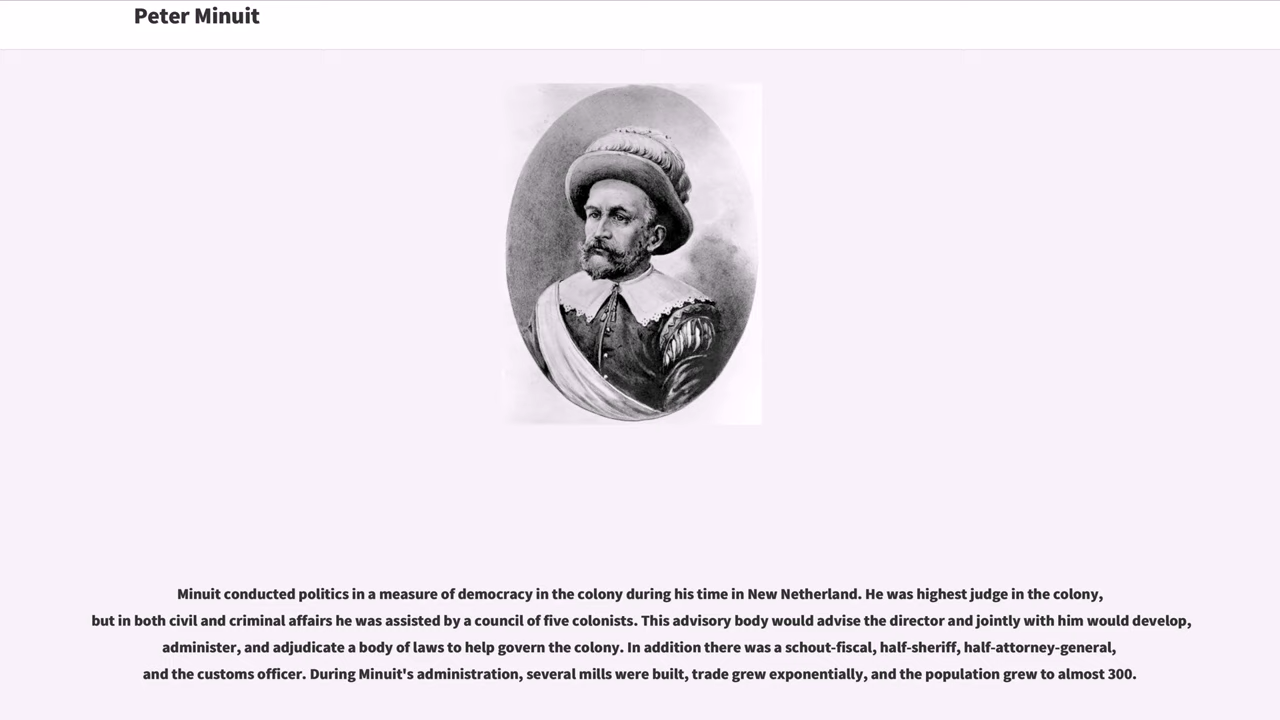 Peter Minuit
Minuit conducted politics in a measure of democracy in the colony during his time in New Netherland. He was highest judge in the colony,
but in both civil and criminal affairs he was assisted by a council of five colonists. This advisory body would advise the director and jointly with him would develop,
administer, and adjudicate a body of laws to help govern the colony. In addition there was a schout-fiscal, half-sheriff, half-attorney-general,
and the customs officer. During Minuit's administration, several mills were built, trade grew exponentially, and the population grew to almost 300.